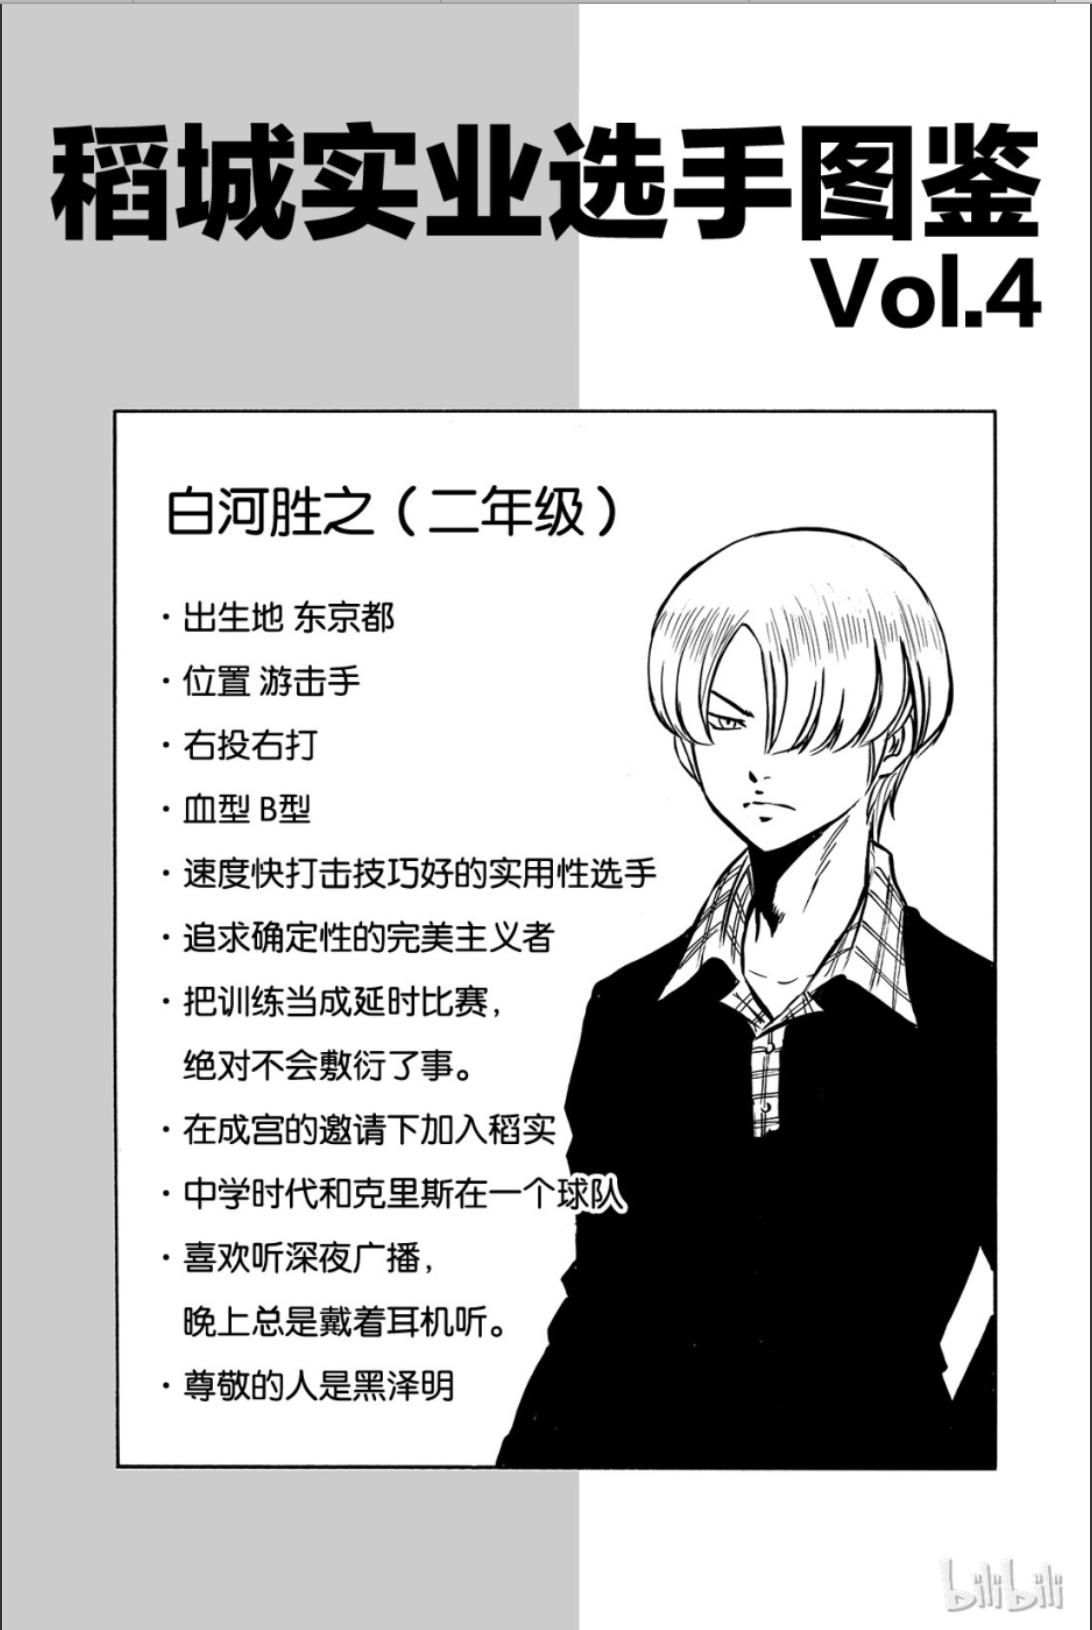 稻城实业选手图鉴
Vol.4
白河胜之（二年级）
·出生地 东京都
·位置 游击手
·右投右打
·血型 B型
·速度快打击技巧好的实用性选手
·追求确定性的完美主义者
·把训练当成延时比赛，
绝对不会敷衍了事。
·在成宫的邀请下加入稻实
·中学时代和克里斯在一个球队
·喜欢听深夜广播，
晚上总是戴着耳机听。
·尊敬的人是黑泽明
bilibili